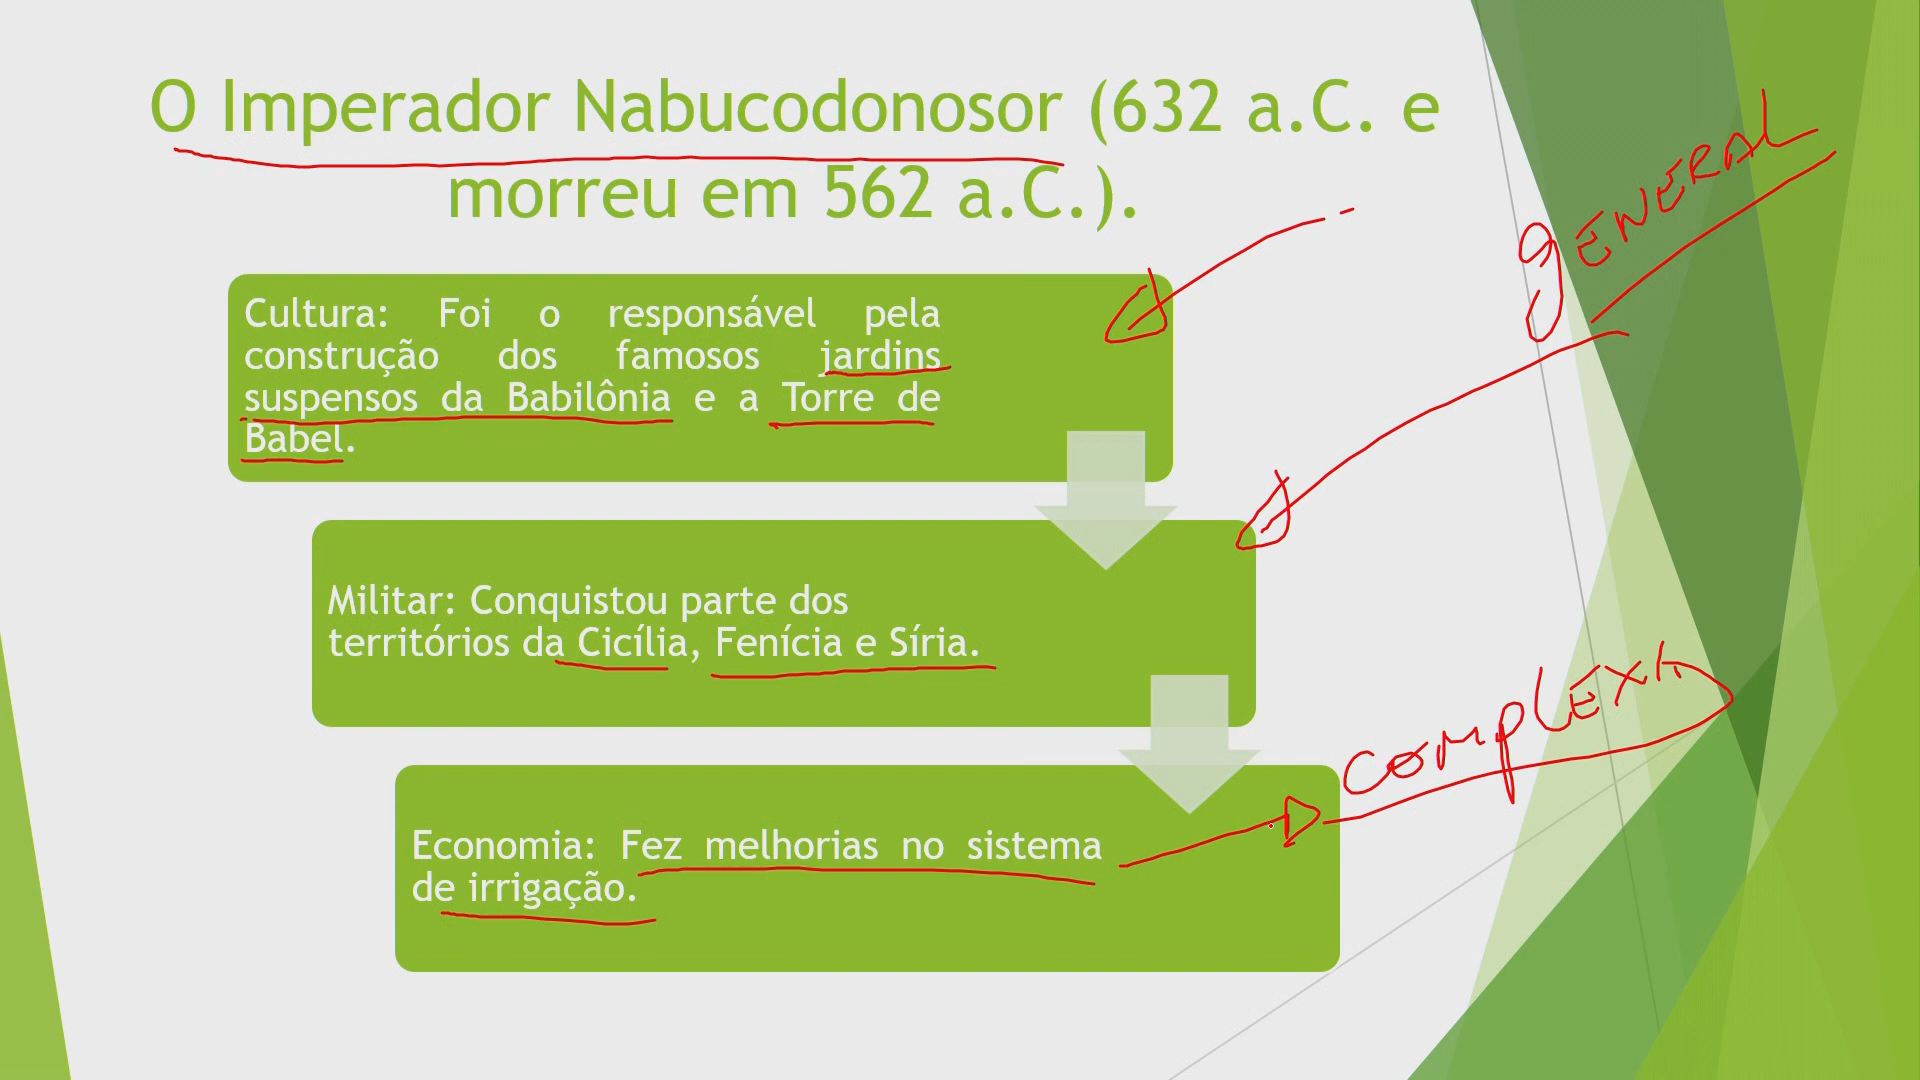 O Imperador Nabucodonosor (632 a.C. e
morreu em 562 a.C.).
Cultura: Foi o responsável pela
construção dos famosos jardins
suspensos da Babilônia e a Torre de
Babel.
Militar: Conquistou parte dos
territórios da Cicília, Fenícia e Síria.
Economia: Fez melhorias no sistema
de irrigação.
gENERAL
COMPLEXA